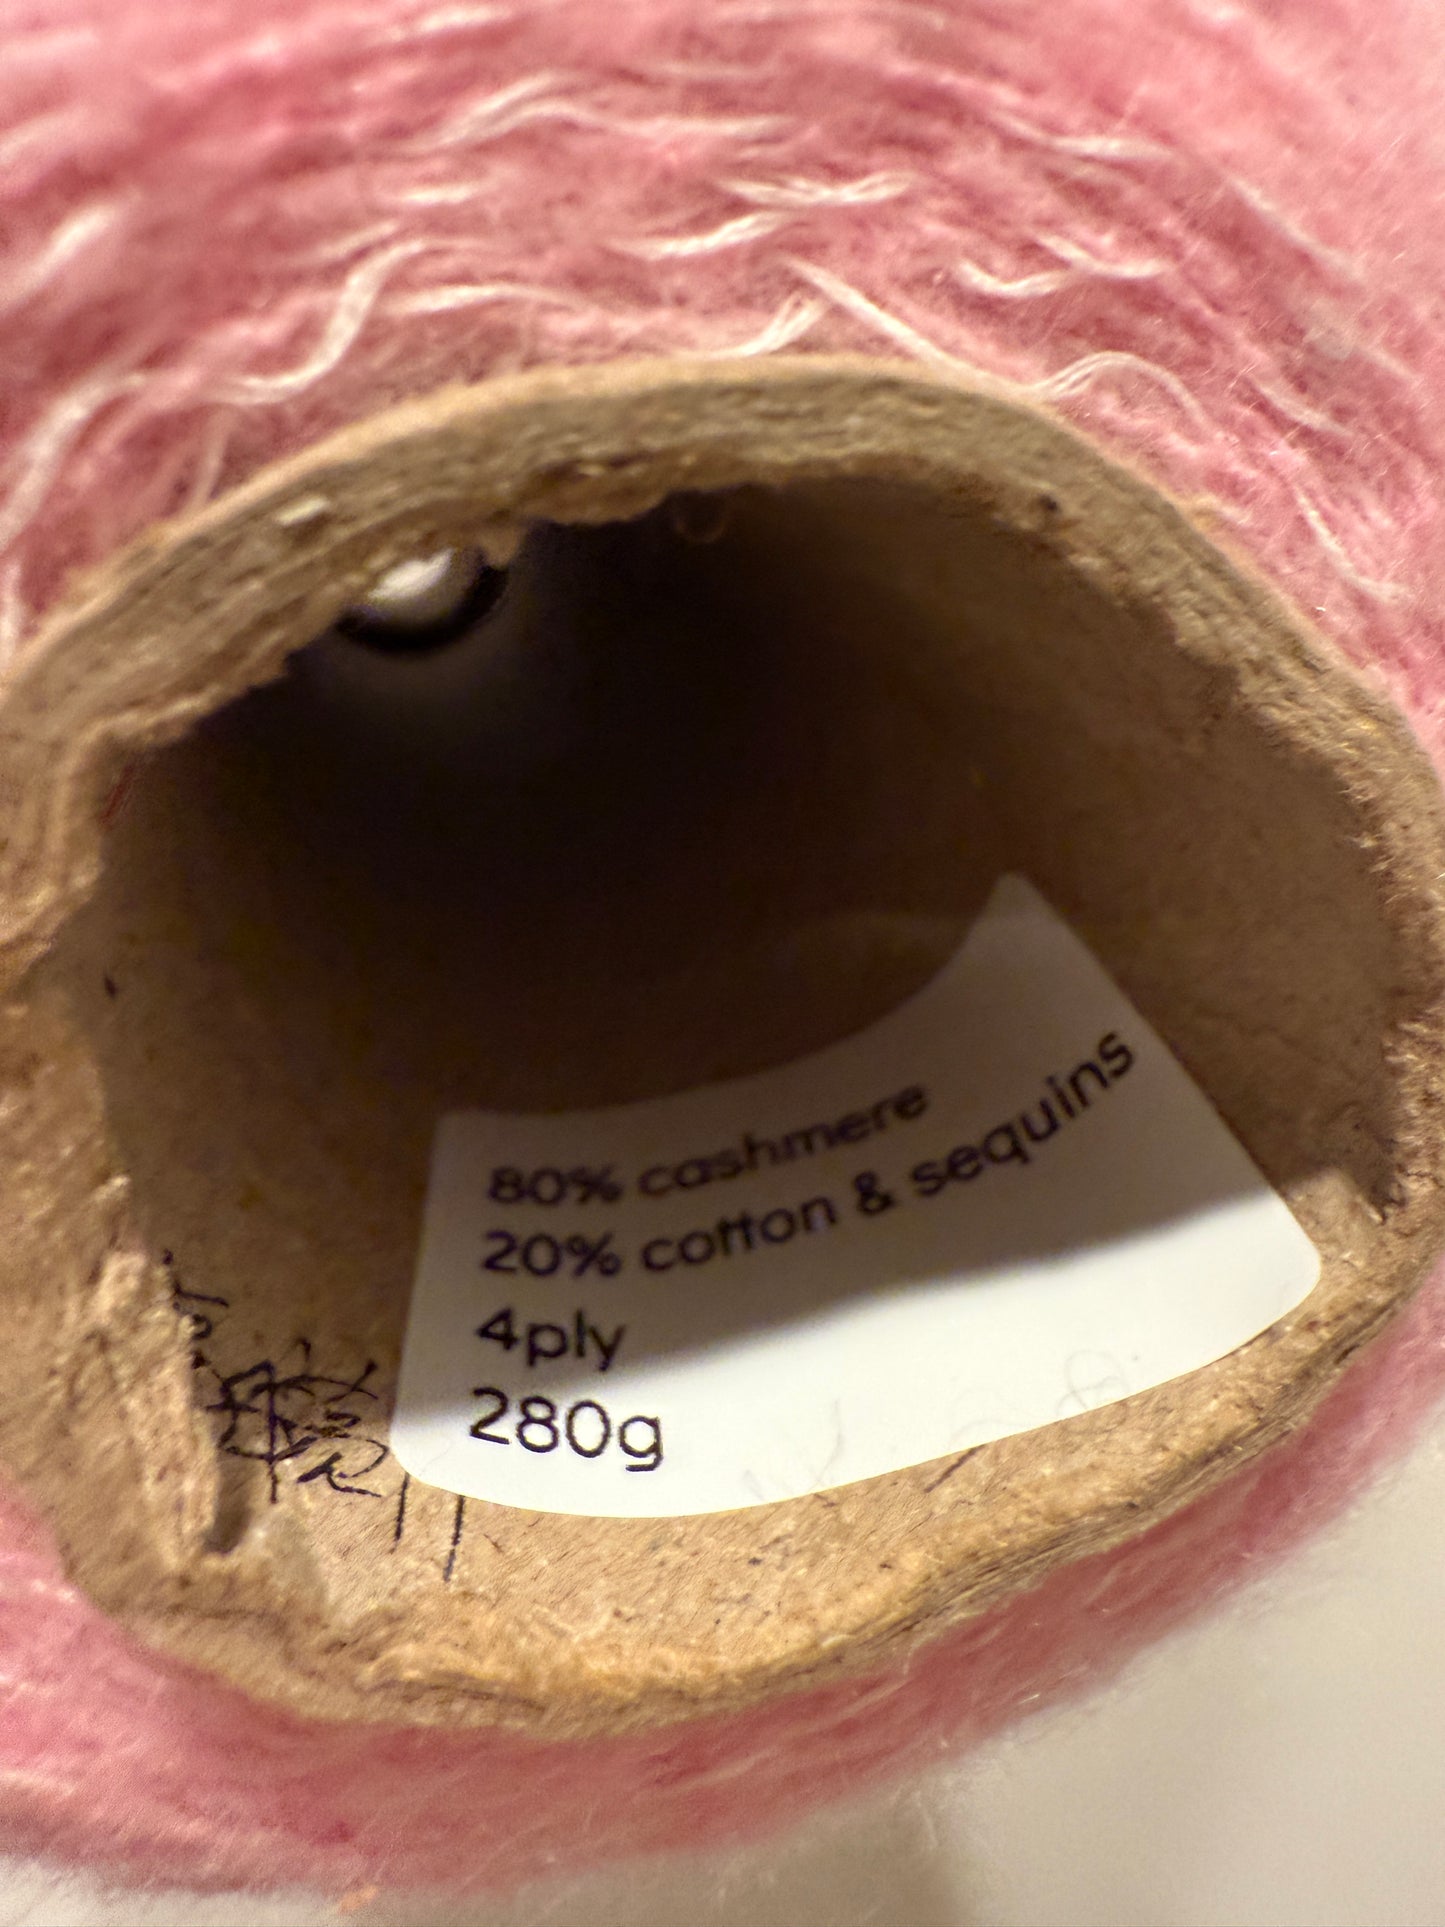 80% cashmere
20% cotton & sequins
4ply
280g